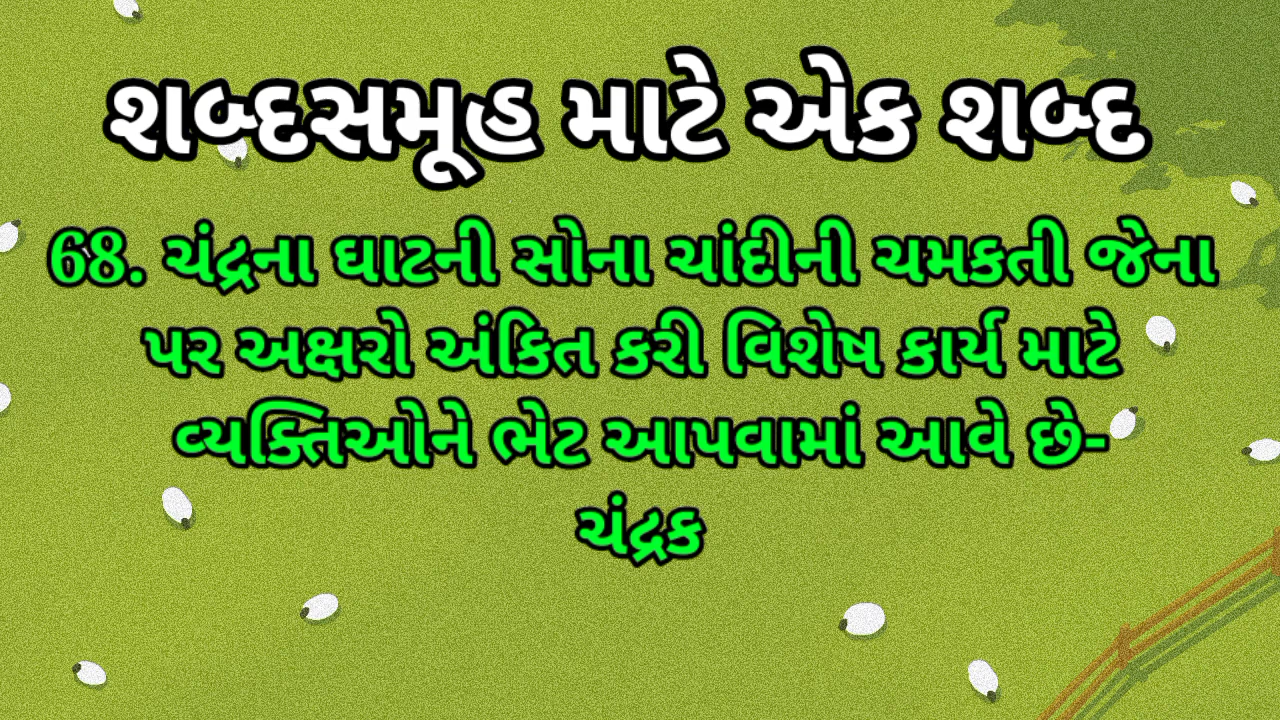 શબ્દસમૂહ માટે એક શબ્દ
68. ચંદ્રના ઘાટની સોના ચાંદીની ચમકતી જેના
પર અક્ષરો અંકિત કરી વિશેષ કાર્ય માટે
વ્યક્તિઓને ભેટ આપવામાં આવે છે-
ચંદ્રક